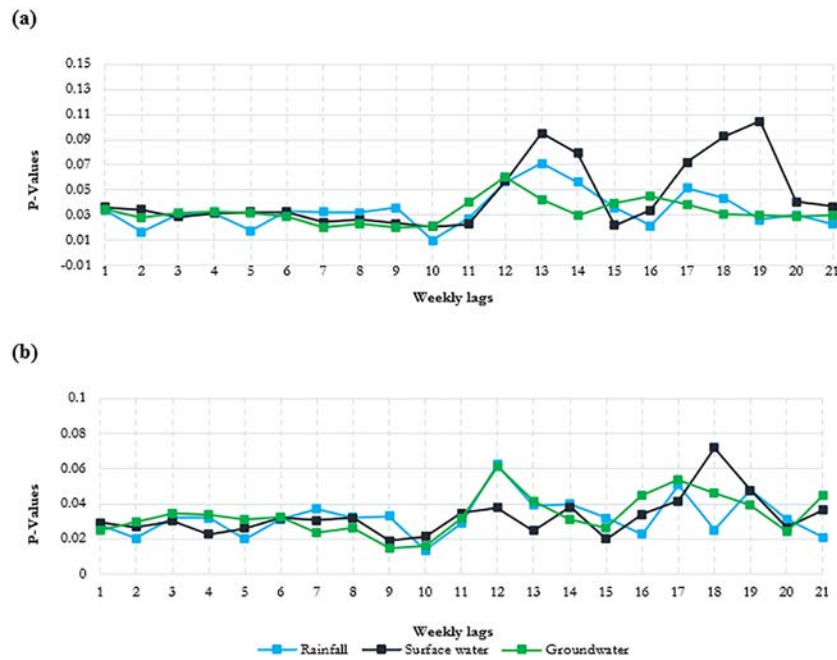 (a)
0.15
0.13
0.11
0.09
0.07
0.05
0.03
0.01
-0.01
P-Values
1 2 3 4 5 6 7 8 9 10 11 12 13 14 15 16 17 18 19 20 21
Weekly lags
(b)
0.1
0.08
0.06
0.04
0.02
0
P-Values
1 2 3 4 5 6 7 8 9 10 11 12 13 14 15 16 17 18 19 20 21
Weekly lags
Rainfall Surface water Groundwater